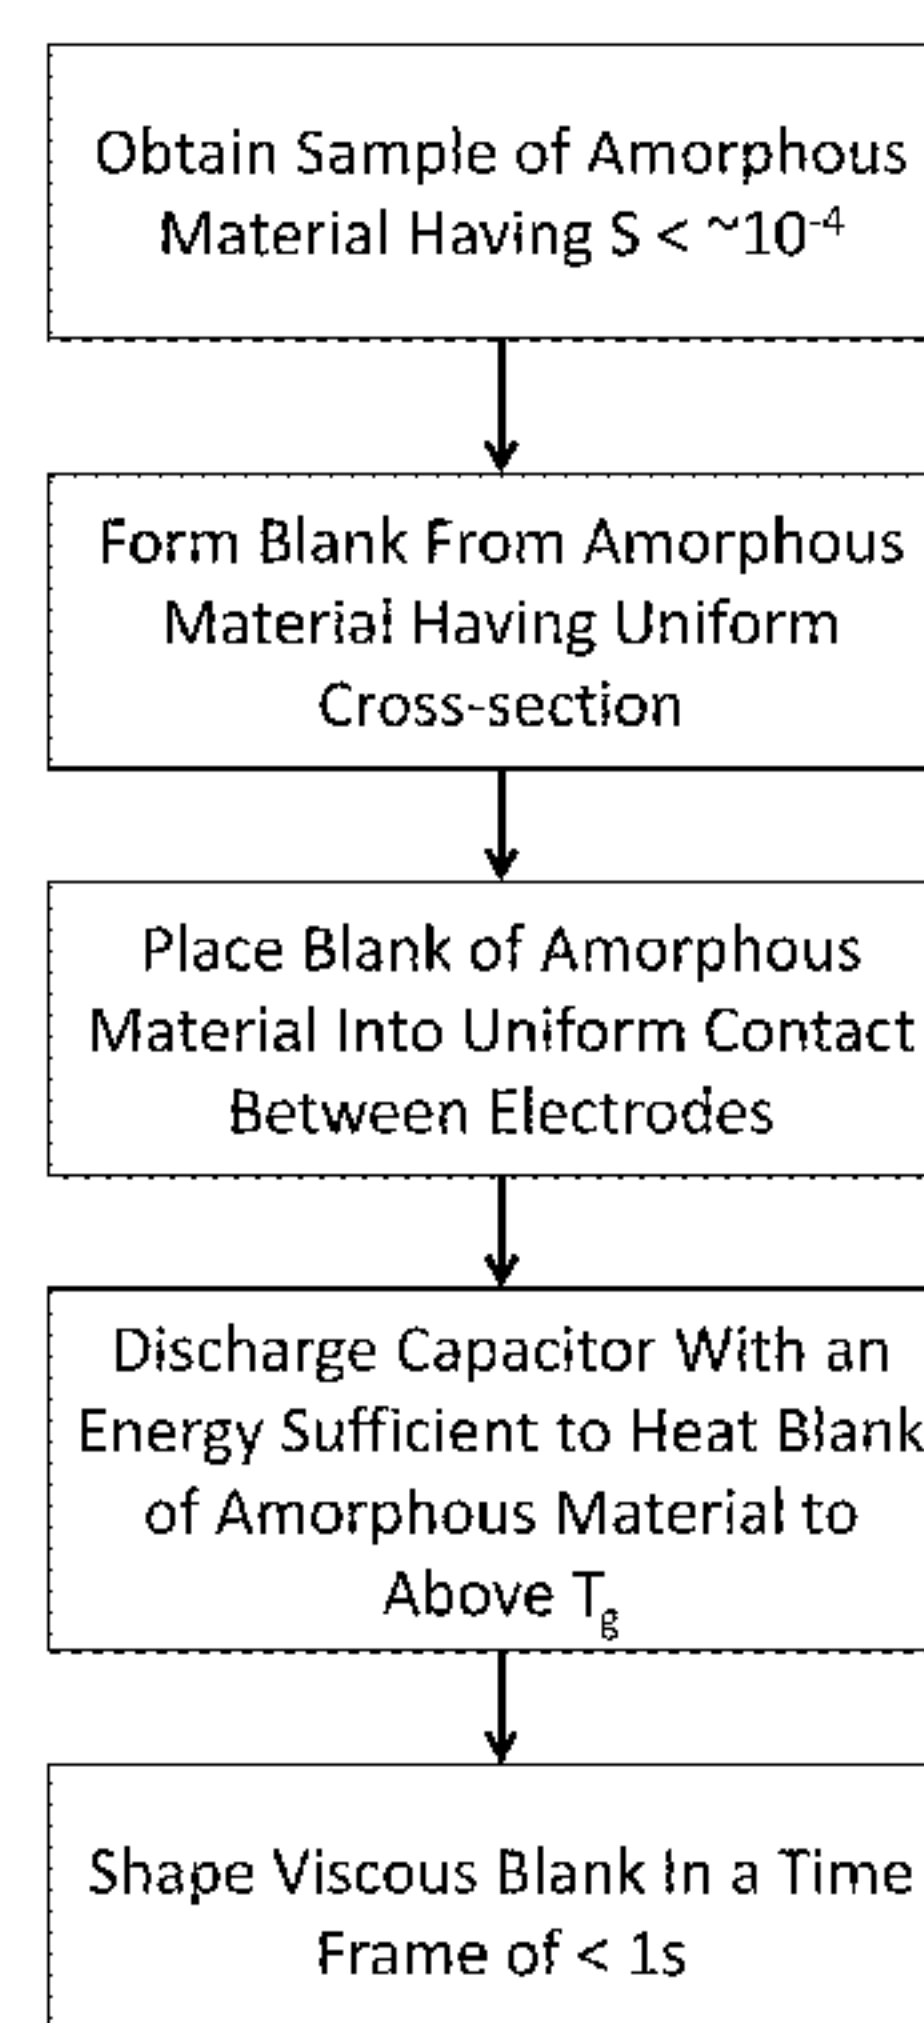 Obtain Sample of Amorphous
Material Having S < ~10⁻⁴
Form Blank From Amorphous
Material Having Uniform
Cross-section
Place Blank of Amorphous
Material Into Uniform Contact
Between Electrodes
Discharge Capacitor With an
Energy Sufficient to Heat Blank
of Amorphous Material to
Above Tg
Shape Viscous Blank In a Time
Frame of < 1s